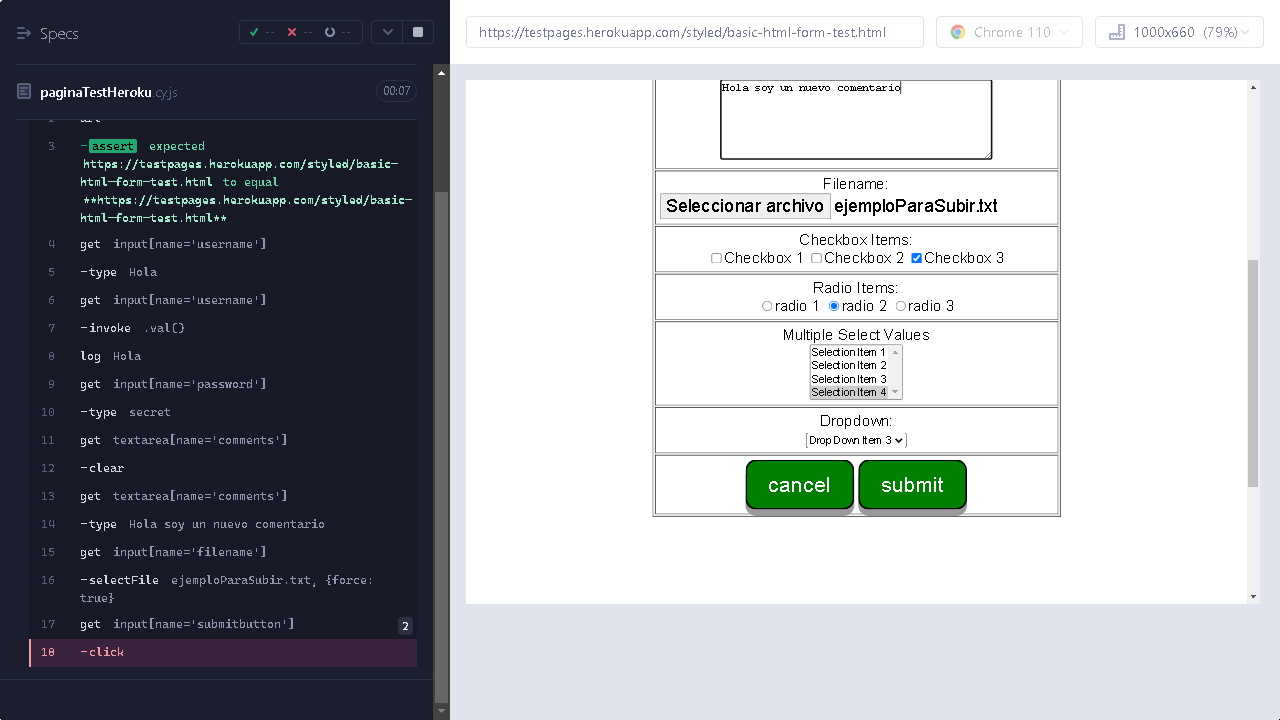 Specs
-- -- --
https://testpages.herokuapp.com/styled/basic-html-form-test.html
Chrome 110
1000x660 (79%)
paginaTestHeroku cy.js
00:07
3 -assert expected
https://testpages.herokuapp.com/styled/basic-
html-form-test.html to equal
**https://testpages.herokuapp.com/styled/basic-
html-form-test.html**
4 get input[name='username']
5 -type Hola
6 get input[name='username']
7 -invoke .val()
8 log Hola
9 get input[name='password']
10 -type secret
11 get textarea[name='comments']
12 -clear
13 get textarea[name='comments']
14 -type Hola soy un nuevo comentario
15 get input[name='filename']
16 -selectFile ejemploParaSubir.txt, {force:
true}
17 get input[name='submitbutton'] 2
18 -click
Hola soy un nuevo comentario
Filename:
Seleccionar archivo ejemploParaSubir.txt
Checkbox Items:
Checkbox 1 Checkbox 2 Checkbox 3
Radio Items:
radio 1 radio 2 radio 3
Multiple Select Values
Selection Item 1
Selection Item 2
Selection Item 3
Selection Item 4
Dropdown:
Drop Down Item 3
cancel submit